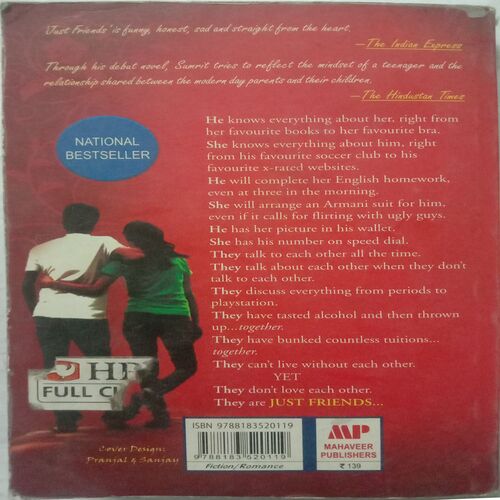 'Just Friends' is funny, honest, sad and straight from the heart.
—The Indian Express
Through his debut novel, Sumrit tries to reflect the mindset of a teenager and the
relationship shared between the modern day parents and their children.
—The Hindustan Times
NATIONAL
BESTSELLER
He knows everything about her, right from
her favourite books to her favourite bra.
She knows everything about him, right
from his favourite soccer club to his
favourite x-rated websites.
He will complete her English homework,
even at three in the morning.
She will arrange an Armani suit for him,
even if it calls for flirting with ugly guys.
He has her picture in his wallet.
She has his number on speed dial.
They talk to each other all the time.
They talk about each other when they don't
talk to each other.
They discuss everything from periods to
playstation.
They have tasted alcohol and then thrown
up...together.
They have bunked countless tuitions...
together.
They can't live without each other.
YET
They don't love each other.
They are JUST FRIENDS...
FULL
Cover Design:
Pranjal & Sanjay
ISBN 9788183520119
9 788183 520119
Fiction/Romance
MP
MAHAVEER
PUBLISHERS
₹ 139